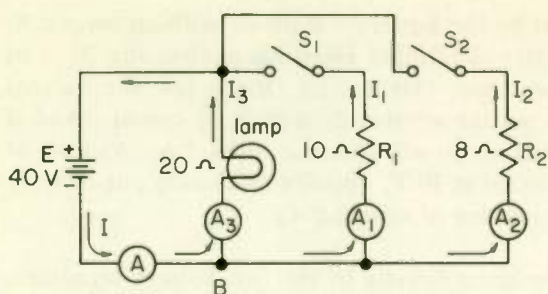 S1 S2
I3 I1 I2
lamp
E + 20 Ω 10 Ω R1 8 Ω R2
40 V -
I A3 A1 A2
A
B